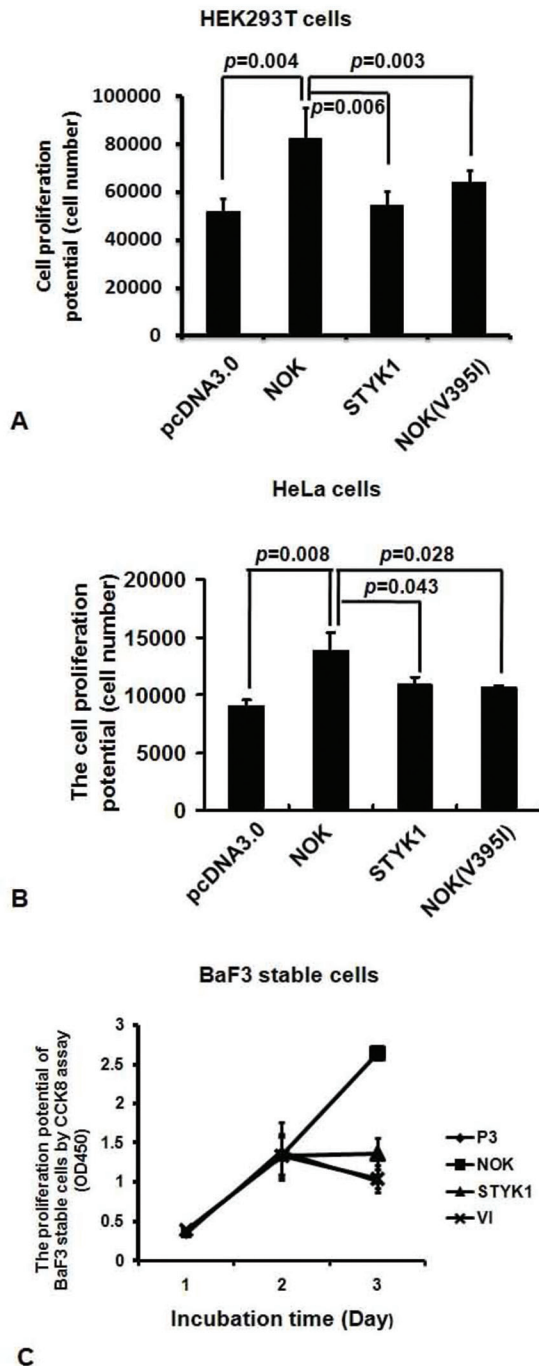 HEK293T cells
p=0.004
p=0.003
p=0.006
Cell proliferation
potential (cell number)
100000
80000
60000
40000
20000
0
pcDNA3.0
NOK
STYK1
NOK(V395I)
A
HeLa cells
p=0.008
p=0.028
p=0.043
The cell proliferation
potential (cell number)
20000
15000
10000
5000
0
pcDNA3.0
NOK
STYK1
NOK(V395I)
B
BaF3 stable cells
The proliferation potential of
BaF3 stable cells by CCK8 assay
(OD450)
3
2.5
2
1.5
1
0.5
0
P3
NOK
STYK1
VI
1
2
3
Incubation time (Day)
C